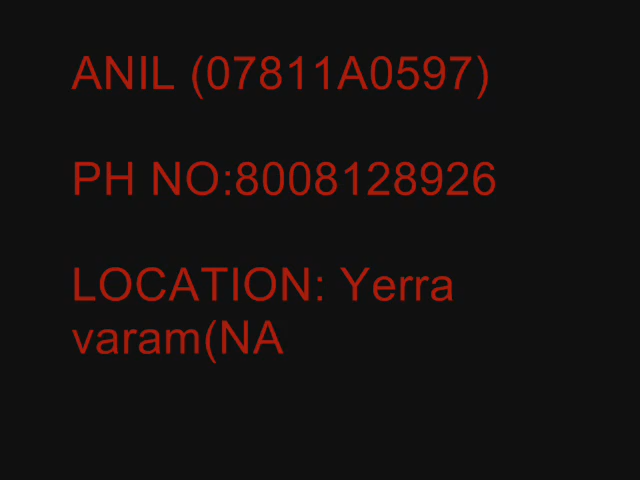 ANIL (07811A0597)
PH NO:8008128926
LOCATION: Yerra
varam(NA